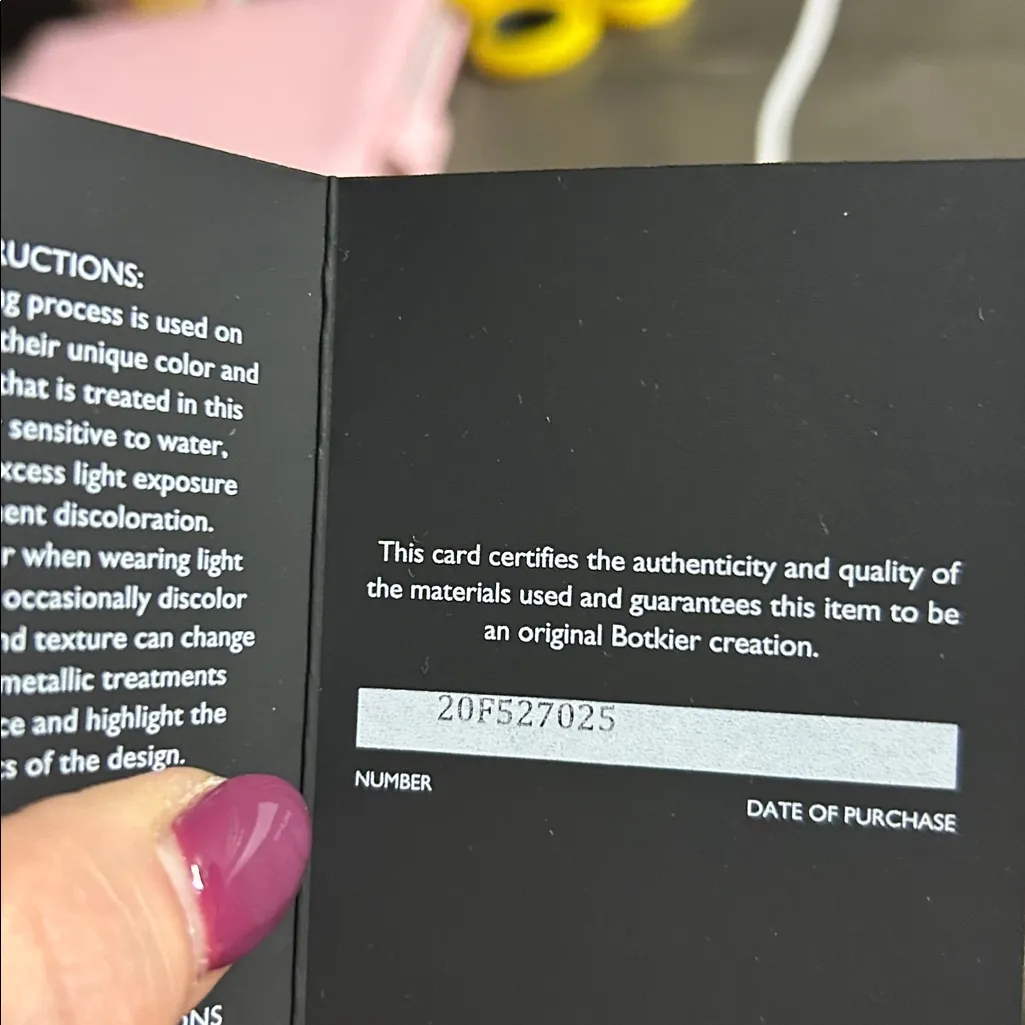 UCTIONS:
g process is used on
their unique color and
that is treated in this
sensitive to water,
xcess light exposure
ent discoloration.
r when wearing light
occasionally discolor
nd texture can change
metallic treatments
ce and highlight the
s of the design.
NS
This card certifies the authenticity and quality of
the materials used and guarantees this item to be
an original Botkier creation.
20F527025
NUMBER
DATE OF PURCHASE